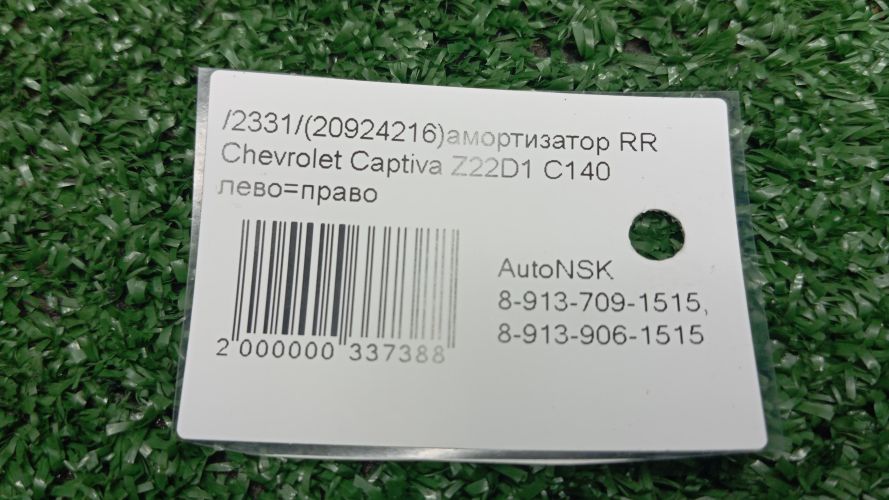 /2331/(20924216)амортизатор RR
Chevrolet Captiva Z22D1 C140
лево=право
AutoNSK
8-913-709-1515,
8-913-906-1515
2 000000 337388